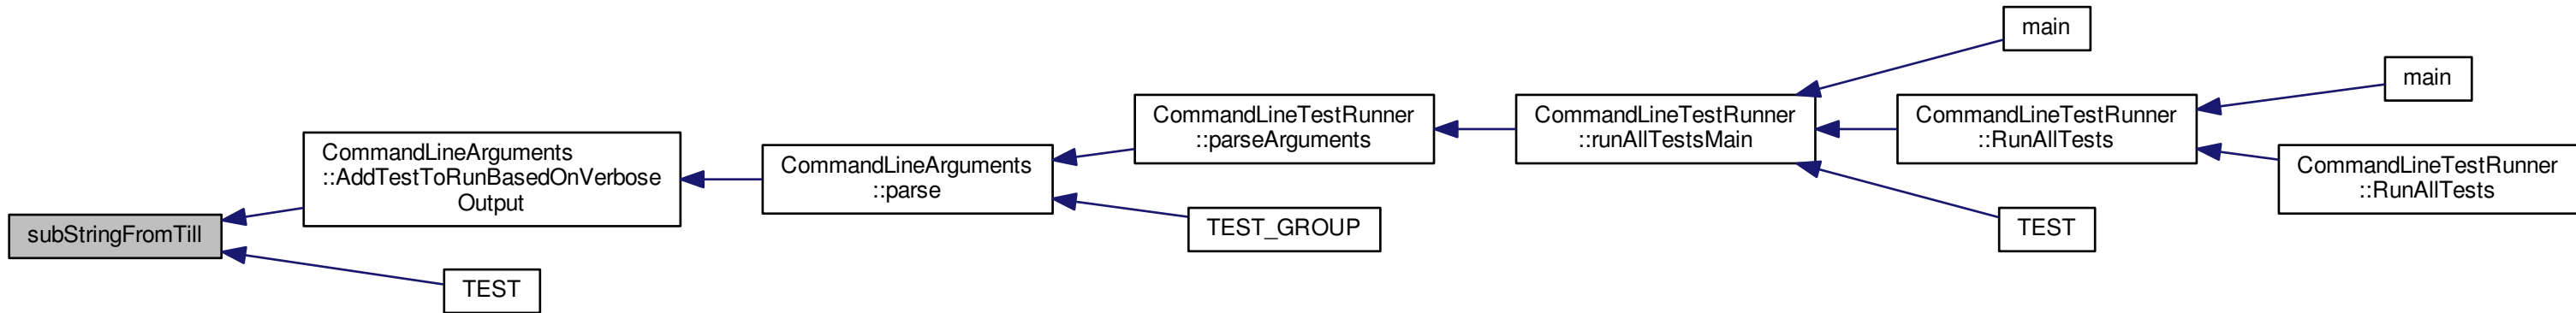 subStringFromTill
CommandLineArguments
::AddTestToRunBasedOnVerbose
Output
TEST
CommandLineArguments
::parse
CommandLineTestRunner
::parseArguments
TEST_GROUP
CommandLineTestRunner
::runAllTestsMain
main
CommandLineTestRunner
::RunAllTests
TEST
main
CommandLineTestRunner
::RunAllTests